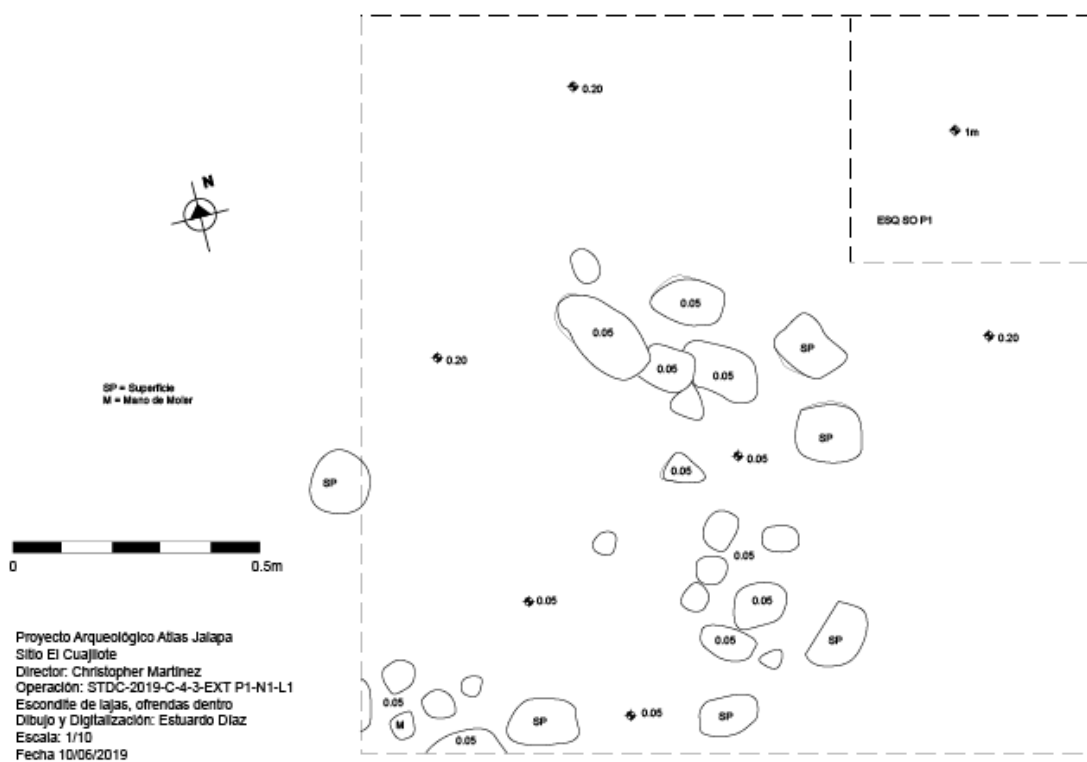 0.20
1m
N
ESQ SO P1
0.05
0.05
0.20
0.20
SP
0.05
0.05
SP = Superficie
M = Mano de Moler
SP
0.05
0.05
SP
0.05
0 0.5m
0.05
0.05
0.05
SP
Proyecto Arqueológico Atlas Jalapa
Sitio El Cuajilote
Director: Christopher Martínez
Operación: STDC-2019-C-4-3-EXT P1-N1-L1
Escondite de lajas, ofrendas dentro
Dibujo y Digitalización: Estuardo Díaz
Escala: 1/10
Fecha 10/06/2019
0.05
M
0.05
SP
0.05
SP